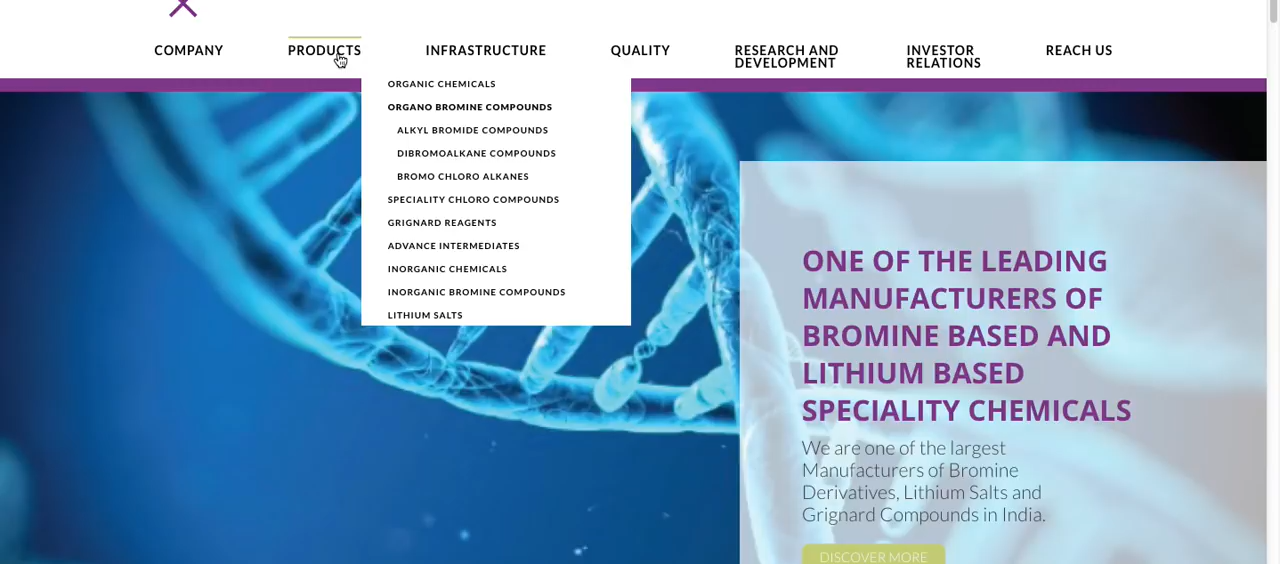 COMPANY
PRODUCTS
INFRASTRUCTURE
QUALITY
RESEARCH AND
DEVELOPMENT
INVESTOR
RELATIONS
REACH US
ORGANIC CHEMICALS
ORGANO BROMINE COMPOUNDS
ALKYL BROMIDE COMPOUNDS
DIBROMOALKANE COMPOUNDS
BROMO CHLORO ALKANES
SPECIALITY CHLORO COMPOUNDS
GRIGNARD REAGENTS
ADVANCE INTERMEDIATES
INORGANIC CHEMICALS
INORGANIC BROMINE COMPOUNDS
LITHIUM SALTS
ONE OF THE LEADING
MANUFACTURERS OF
BROMINE BASED AND
LITHIUM BASED
SPECIALITY CHEMICALS
We are one of the largest
Manufacturers of Bromine
Derivatives, Lithium Salts and
Grignard Compounds in India.
DISCOVER MORE